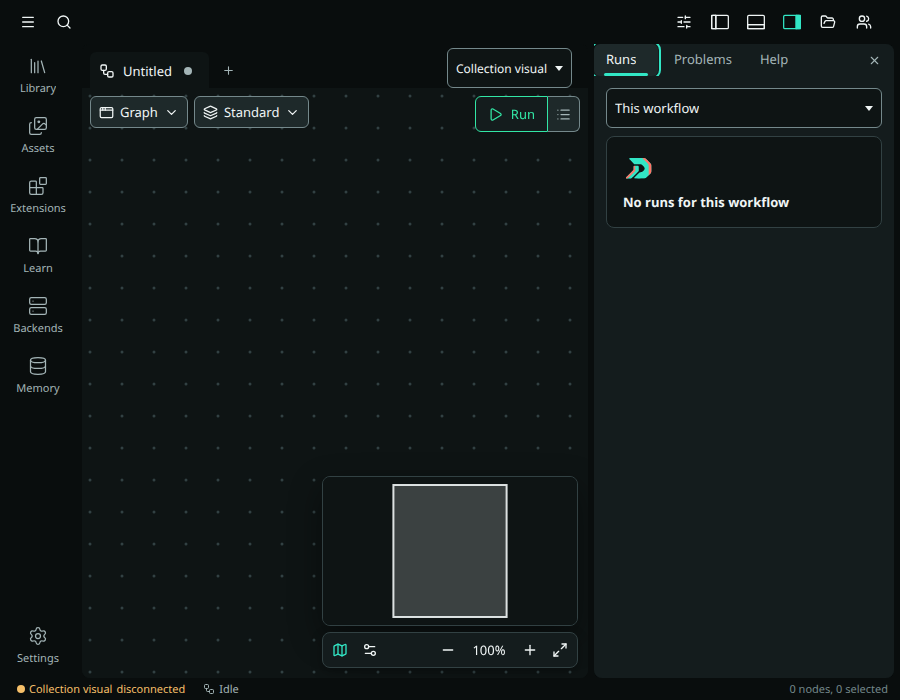 Library
Assets
Extensions
Learn
Backends
Memory
Settings
Untitled
Collection visual
Graph
Standard
Run
100%
Runs
Problems
Help
This workflow
No runs for this workflow
Collection visual disconnected
Idle
0 nodes, 0 selected